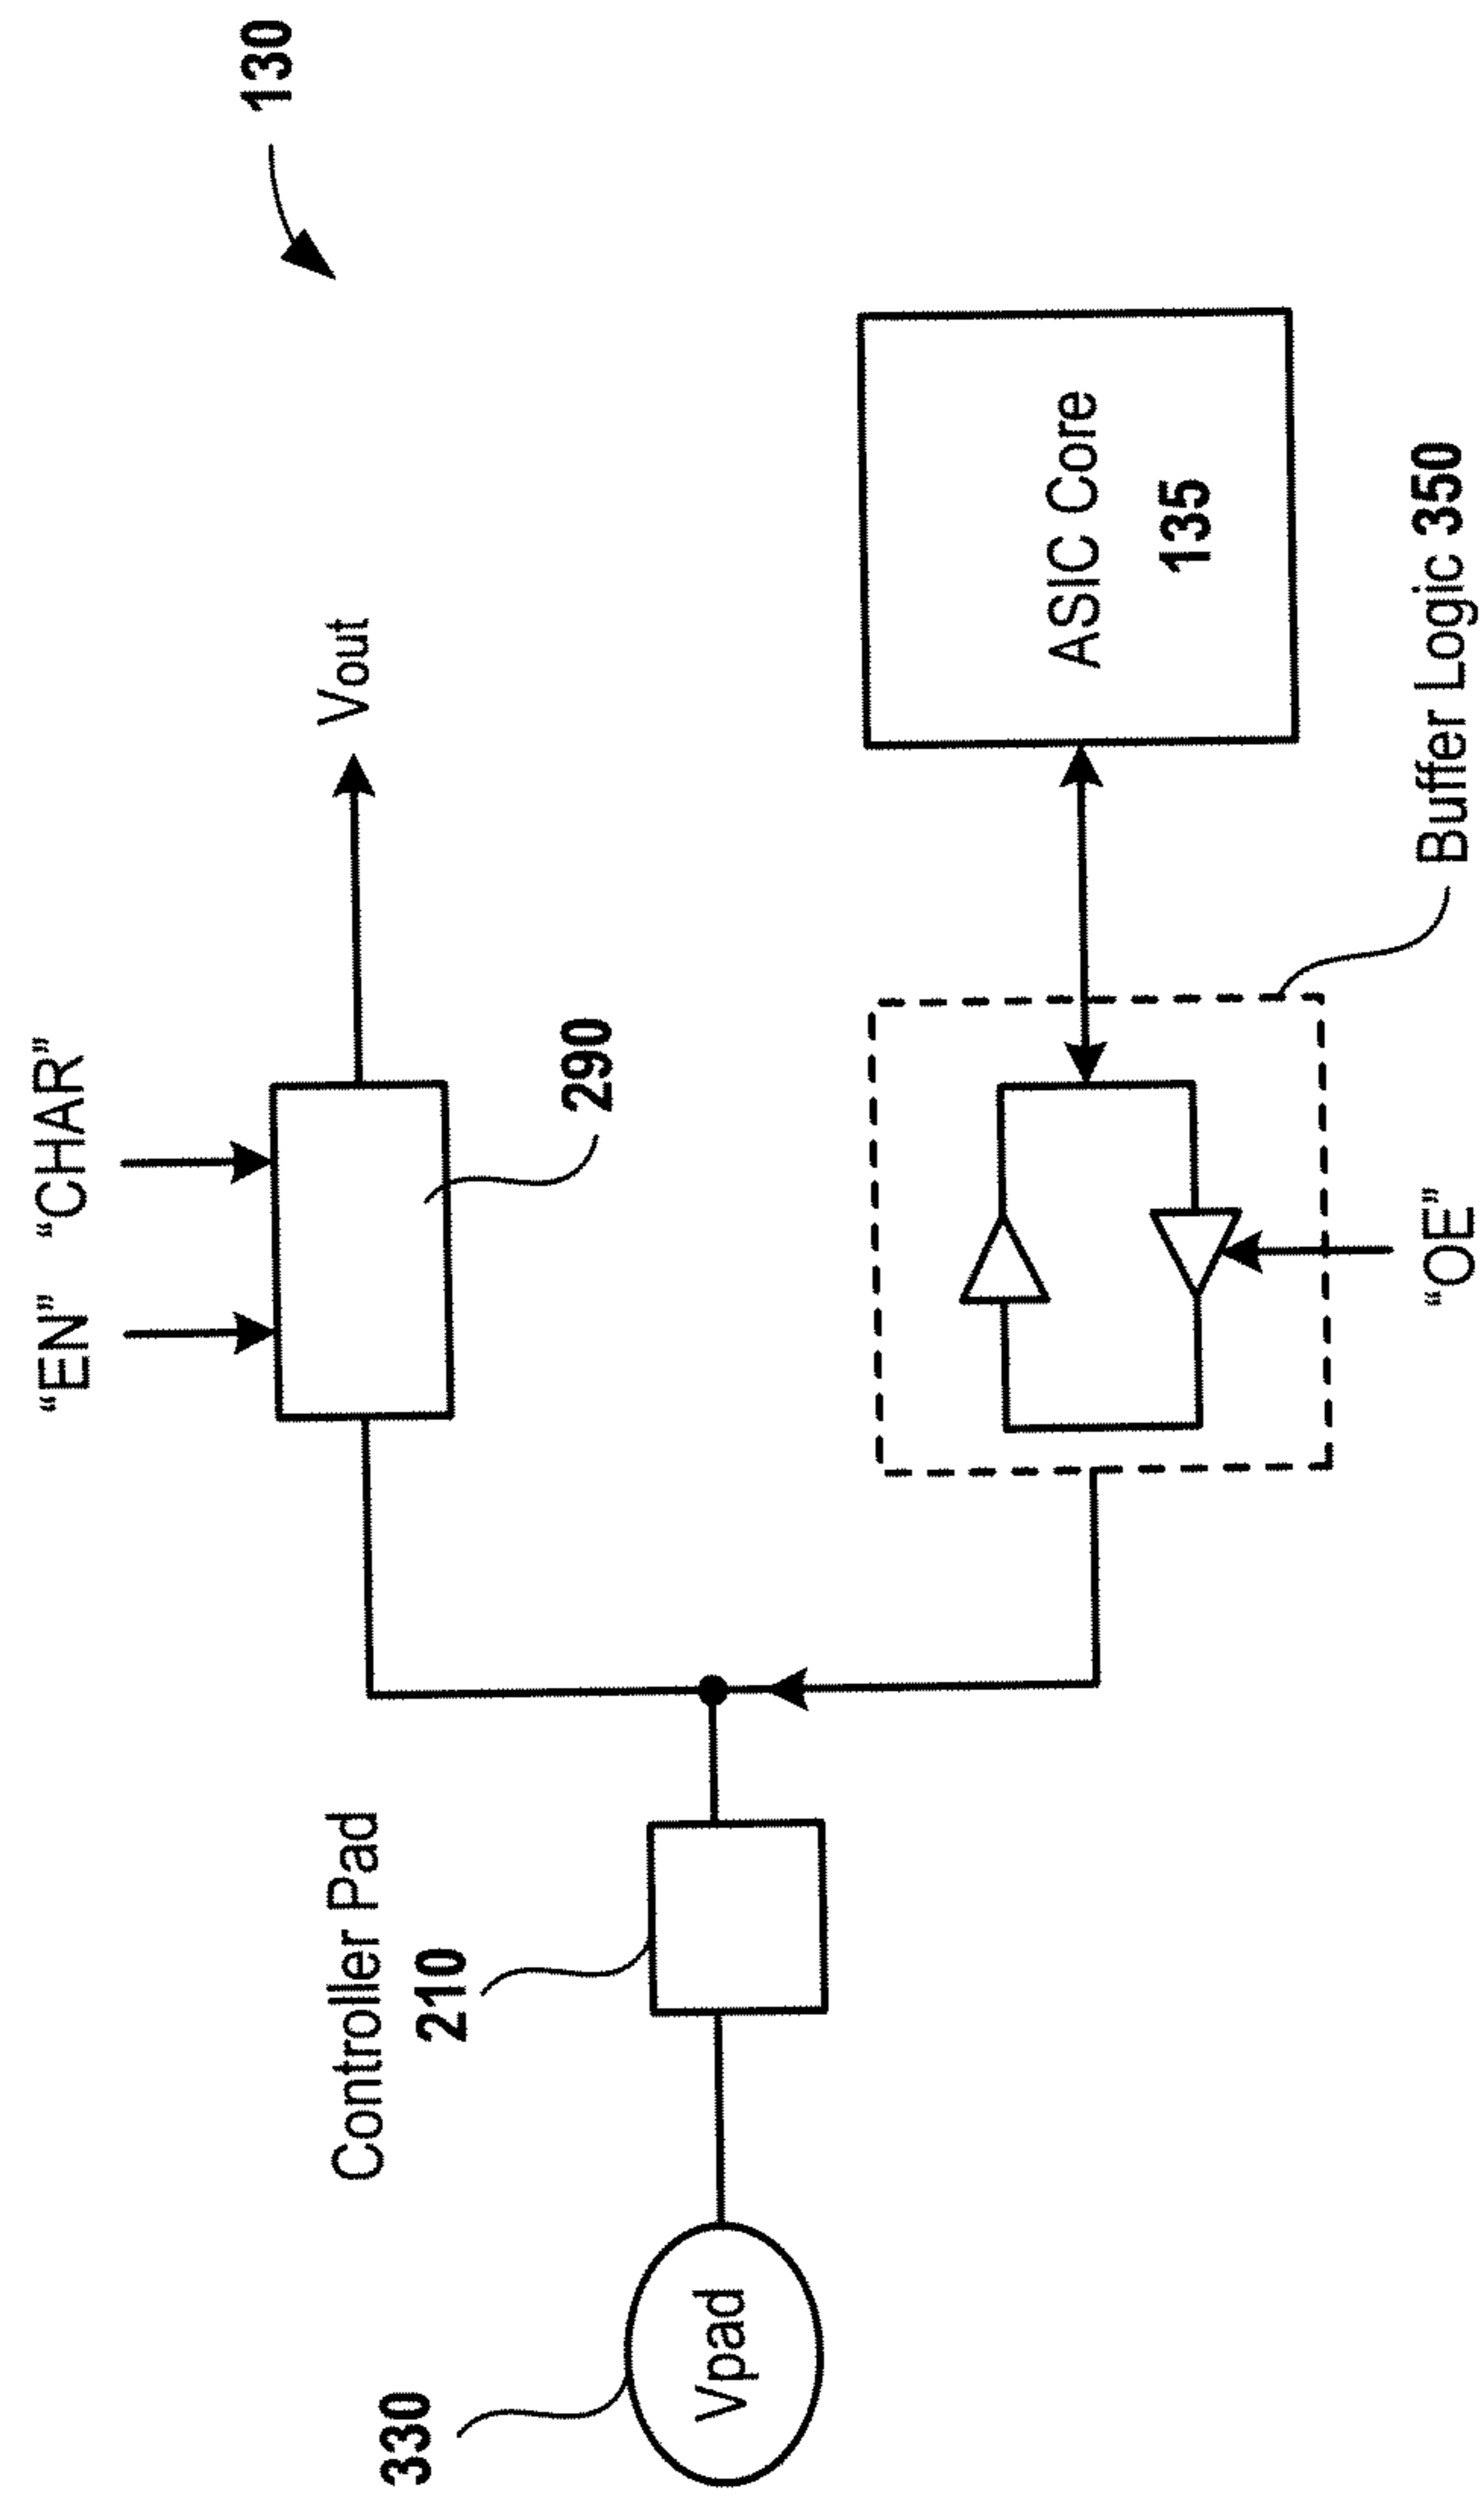 130
"EN" "CHAR"
Vout
290
Controller Pad
210
330
Vpad
ASIC Core
135
"OE"
Buffer Logic 350